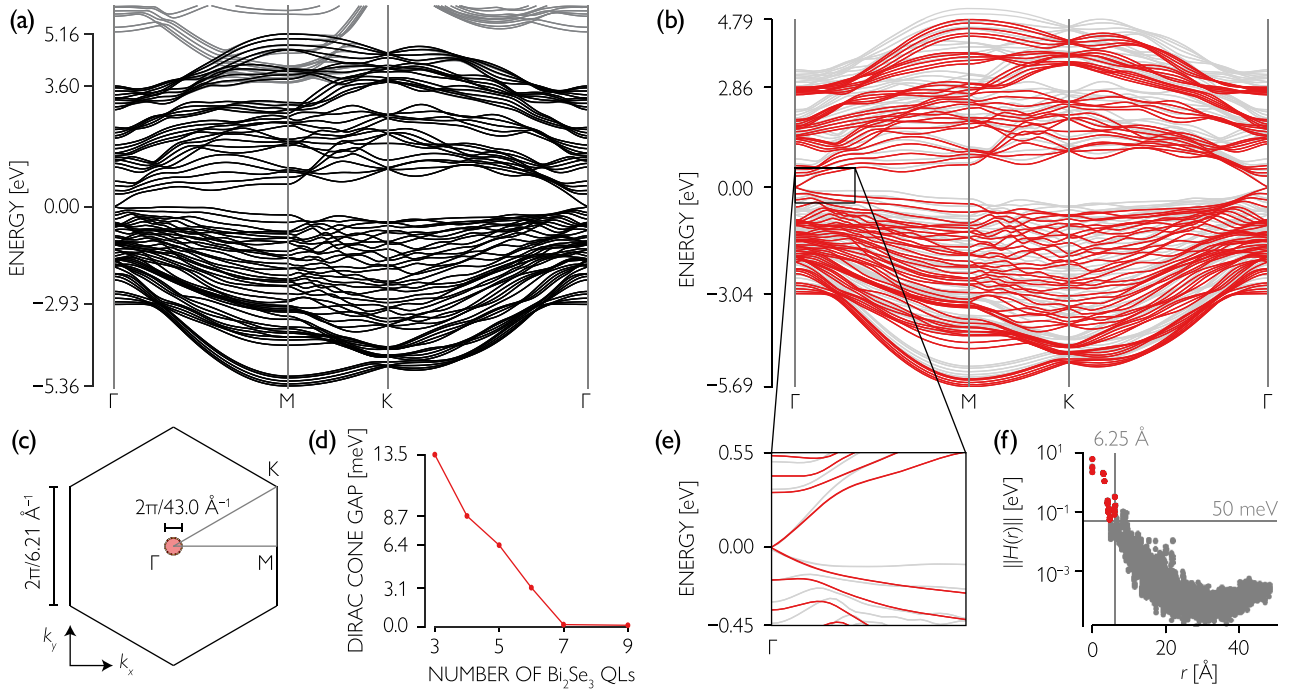 (a)
5.16
3.60
0.00
−2.93
−5.36
ENERGY [eV]
Γ M K Γ
(b)
4.79
2.86
0.00
−3.04
−5.69
ENERGY [eV]
Γ M K Γ
(c)
K
2π/43.0 Å⁻¹
2π/6.21 Å⁻¹
Γ M
k_y
k_x
(d)
13.5
8.7
6.4
3.1
0.0
DIRAC CONE GAP [meV]
3 5 7 9
NUMBER OF Bi₂Se₃ QLs
(e)
0.55
0.00
−0.45
ENERGY [eV]
Γ
(f)
6.25 Å
10¹
10⁻¹
10⁻³
50 meV
||H(r)|| [eV]
0 20 40
r [Å]